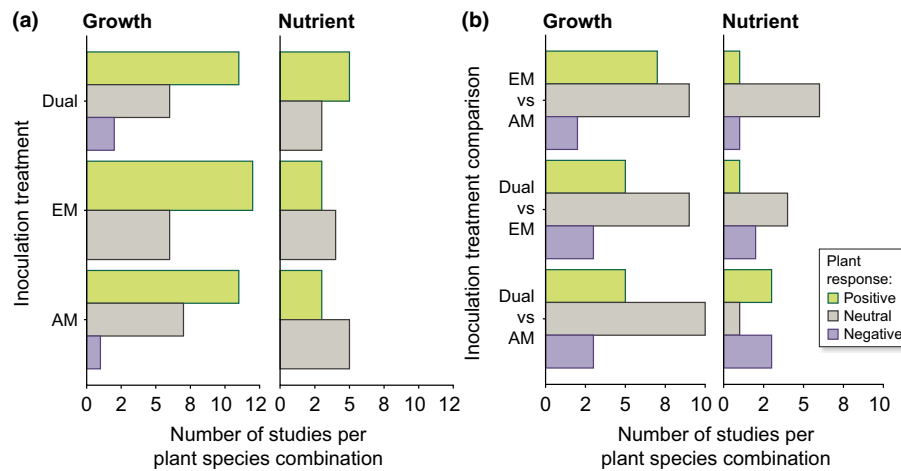 (a)
Growth
Nutrient
Inoculation treatment
Dual
EM
AM
0 2 5 8 10 12
0 2 5 8 10 12
Number of studies per
plant species combination
(b)
Growth
Nutrient
Inoculation treatment comparison
EM
vs
AM
Dual
vs
EM
Dual
vs
AM
0 2 5 8 10
0 2 5 8 10
Number of studies per
plant species combination
Plant
response:
Positive
Neutral
Negative